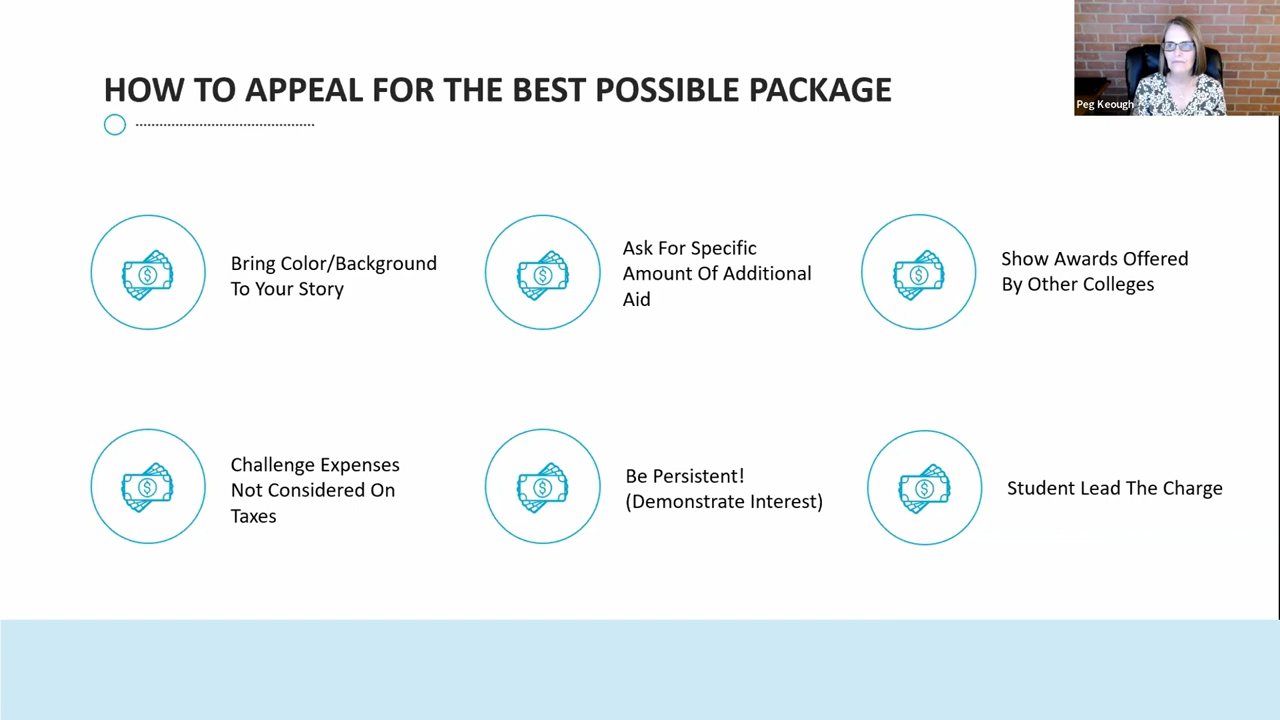 HOW TO APPEAL FOR THE BEST POSSIBLE PACKAGE
Peg Keough
Bring Color/Background
To Your Story
Ask For Specific
Amount Of Additional
Aid
Show Awards Offered
By Other Colleges
Challenge Expenses
Not Considered On
Taxes
Be Persistent!
(Demonstrate Interest)
Student Lead The Charge